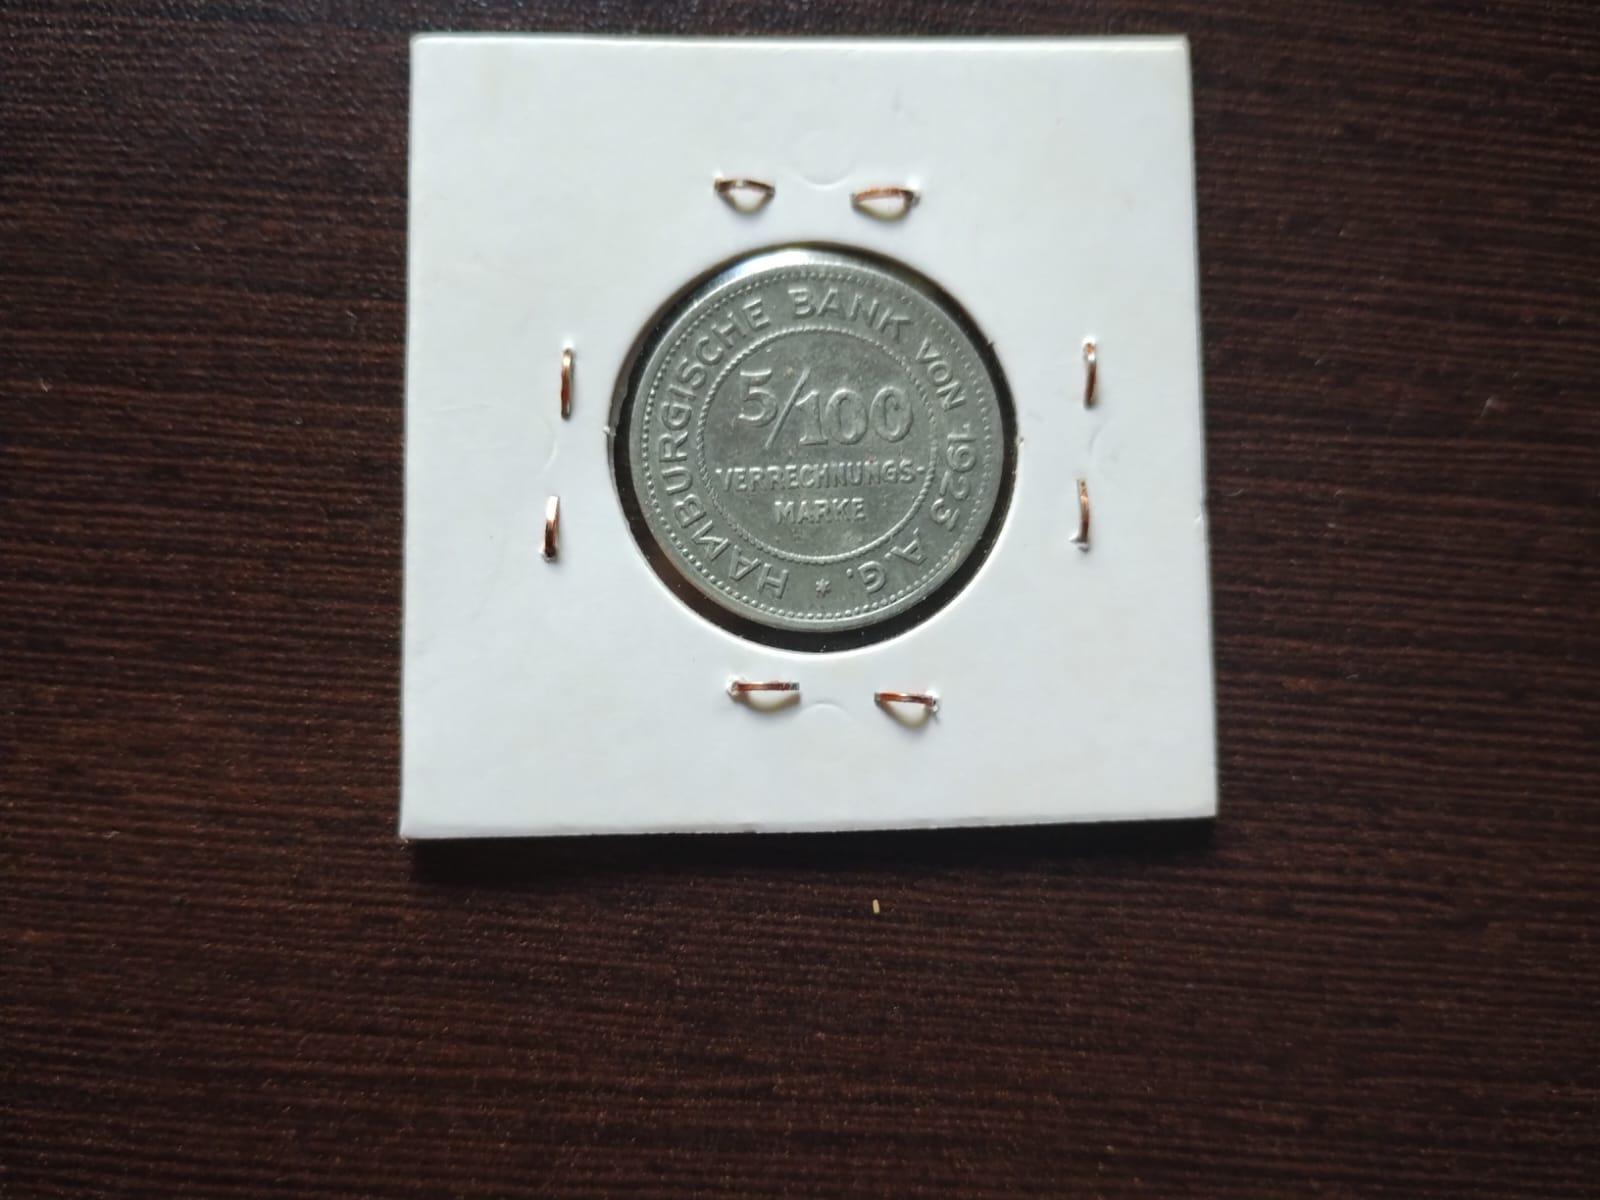 HAMBURGISCHE BANK VON 1923 A.G. *
5/100
VERRECHNUNGS-
MARKE